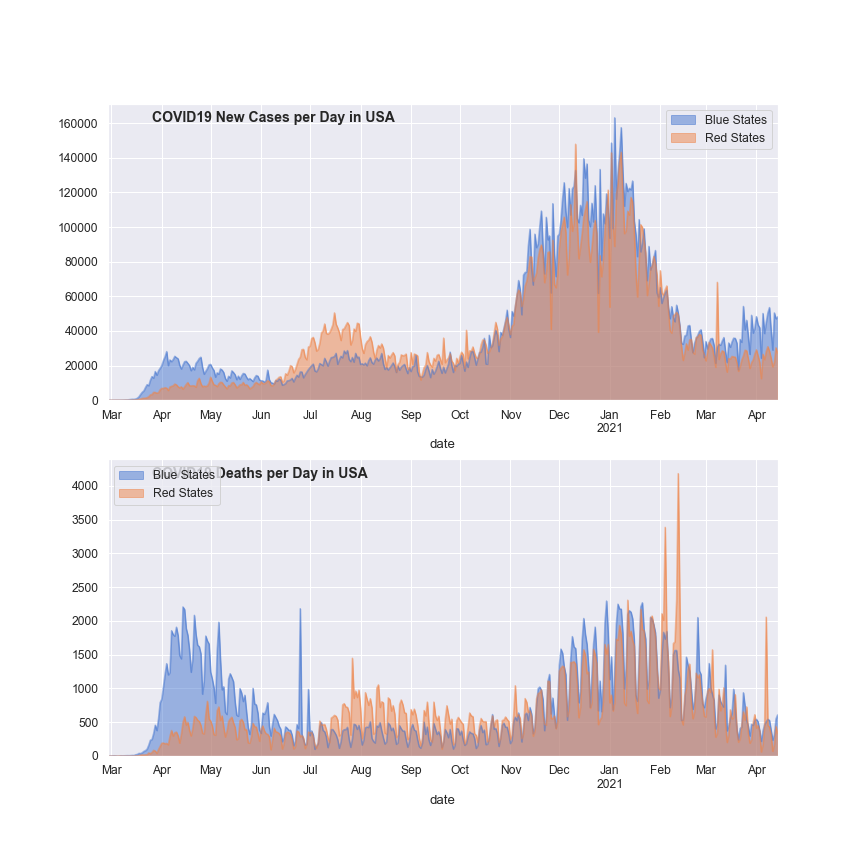 COVID19 New Cases per Day in USA
Blue States
Red States
160000
140000
120000
100000
80000
60000
40000
20000
0
Mar Apr May Jun Jul Aug Sep Oct Nov Dec Jan Feb Mar Apr
2021
date
COVID19 Deaths per Day in USA
Blue States
Red States
4000
3500
3000
2500
2000
1500
1000
500
0
Mar Apr May Jun Jul Aug Sep Oct Nov Dec Jan Feb Mar Apr
2021
date